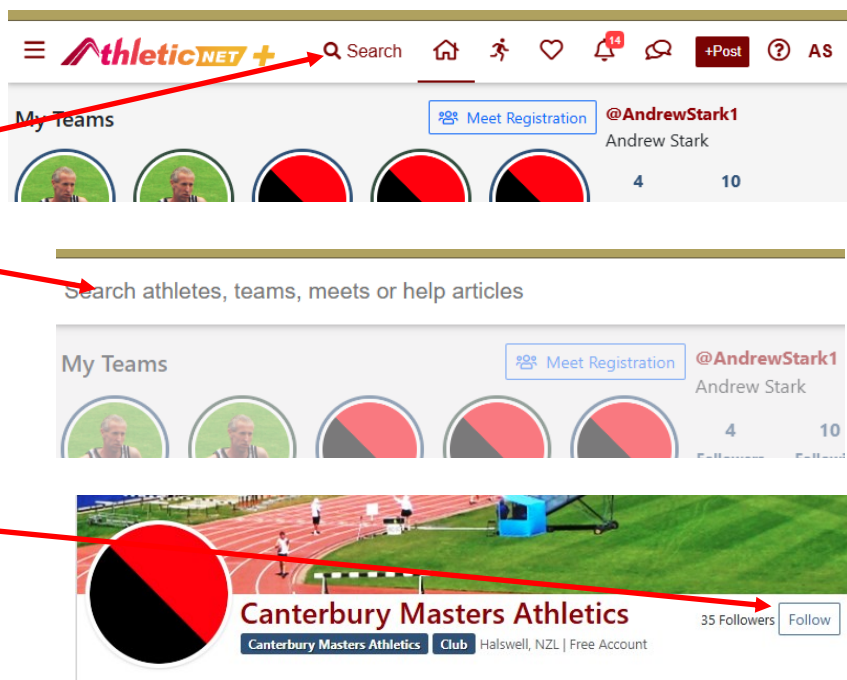 AthleticNET + Search 14 +Post ? AS
My Teams Meet Registration @AndrewStark1
Andrew Stark
4 10
Search athletes, teams, meets or help articles
My Teams Meet Registration @AndrewStark1
Andrew Stark
4 10
Canterbury Masters Athletics 35 Followers Follow
Canterbury Masters Athletics Club Halswell, NZL | Free Account